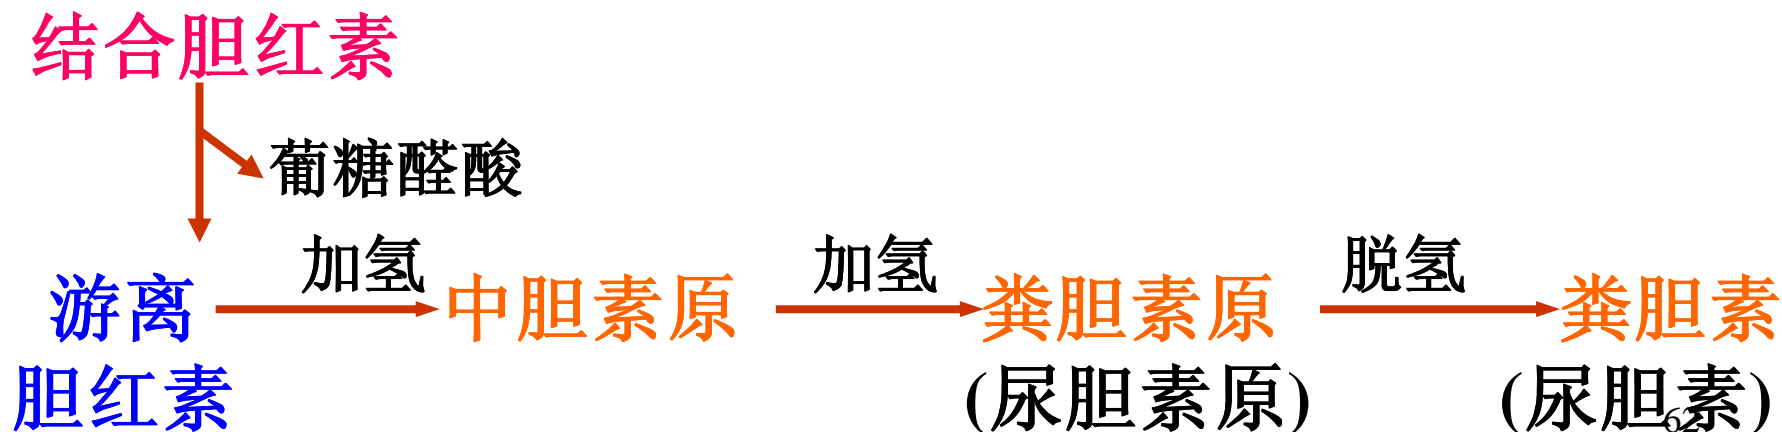 结合胆红素
葡糖醛酸
加氢 加氢 脱氢
游离 中胆素原 粪胆素原 粪胆素
胆红素 (尿胆素原) (尿胆素)
62